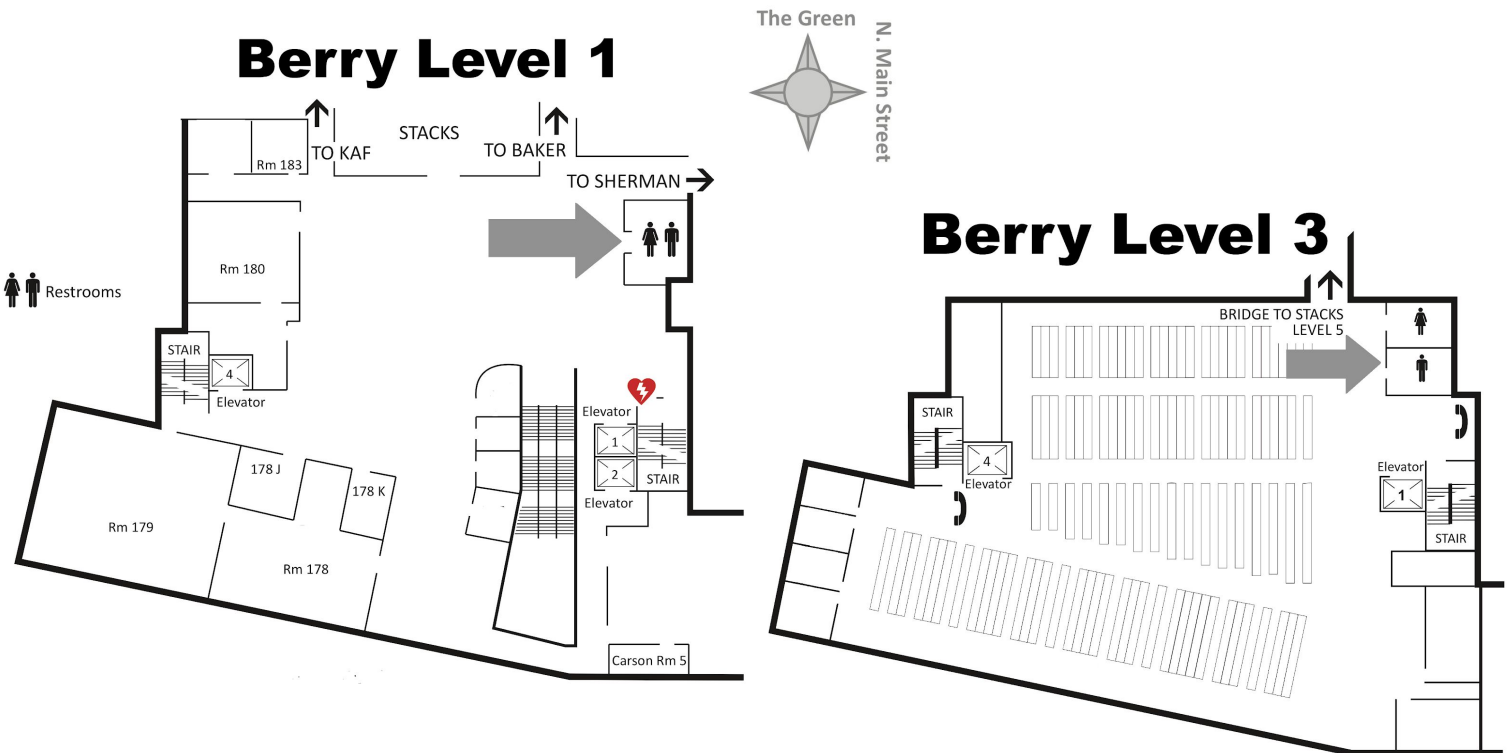 The Green
N. Main Street
Berry Level 1
STACKS
TO KAF
TO BAKER
Rm 183
TO SHERMAN
Rm 180
Restrooms
STAIR
4
Elevator
Elevator
1
2
STAIR
Elevator
178 J
178 K
Rm 179
Rm 178
Carson Rm 5
Berry Level 3
BRIDGE TO STACKS
LEVEL 5
STAIR
4
Elevator
Elevator
1
STAIR